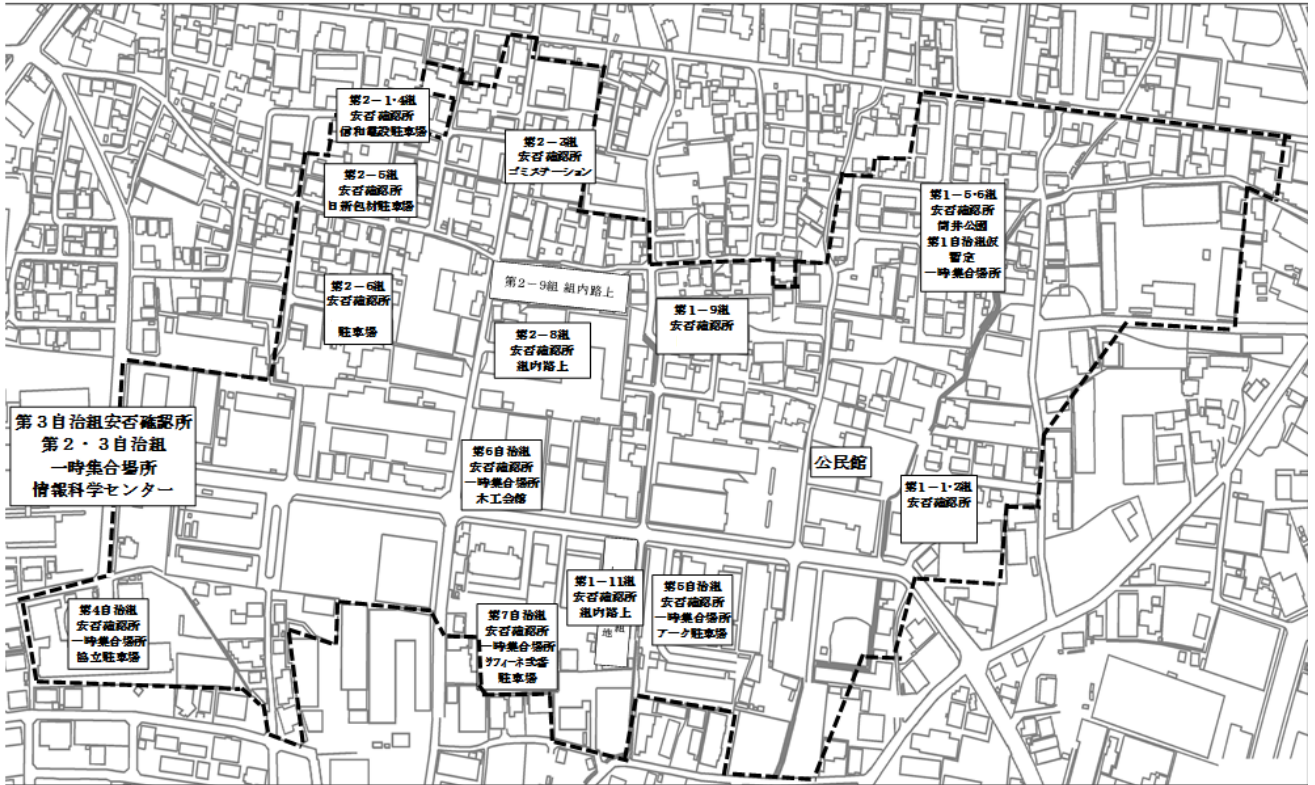 第2-1・4組
安否確認所
信和電設駐車場
第2-3組
安否確認所
ゴミステーション
第2-5組
安否確認所
日新包材駐車場
第1-5・6組
安否確認所
筒井公園
第1自治組仮
暫定
一時集合場所
第2-6組
安否確認所
駐車場
第2-9組 組内路上
第1-9組
安否確認所
第2-8組
安否確認所
組内路上
第3自治組安否確認所
第2・3自治組
一時集合場所
情報科学センター
第6自治組
安否確認所
一時集合場所
木工会館
公民館
第1-1・2組
安否確認所
第4自治組
安否確認所
一時集合場所
協立駐車場
第7自治組
安否確認所
一時集合場所
駐車場
第1-11組
安否確認所
組内路上
組
地
第5自治組
安否確認所
一時集合場所
アーク駐車場